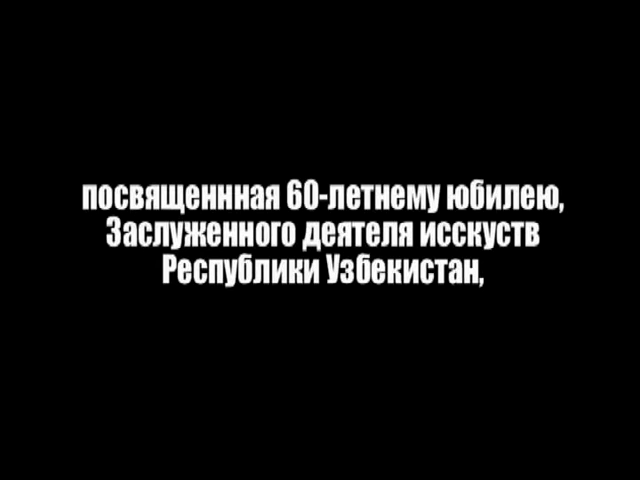 посвященнная 60-летнему юбилею,
Заслуженного деятеля исскуств
Республики Узбекистан,